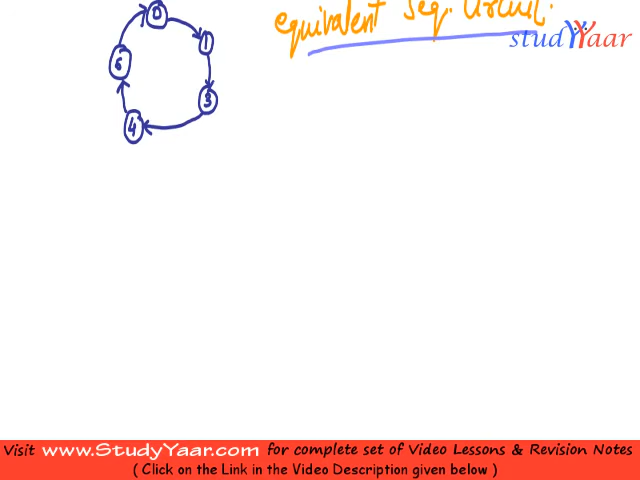 equivalent seq. circuit.
studYYaar
0
1
6
3
4
Visit www.StudyYaar.com for complete set of Video Lessons & Revision Notes
( Click on the Link in the Video Description given below )